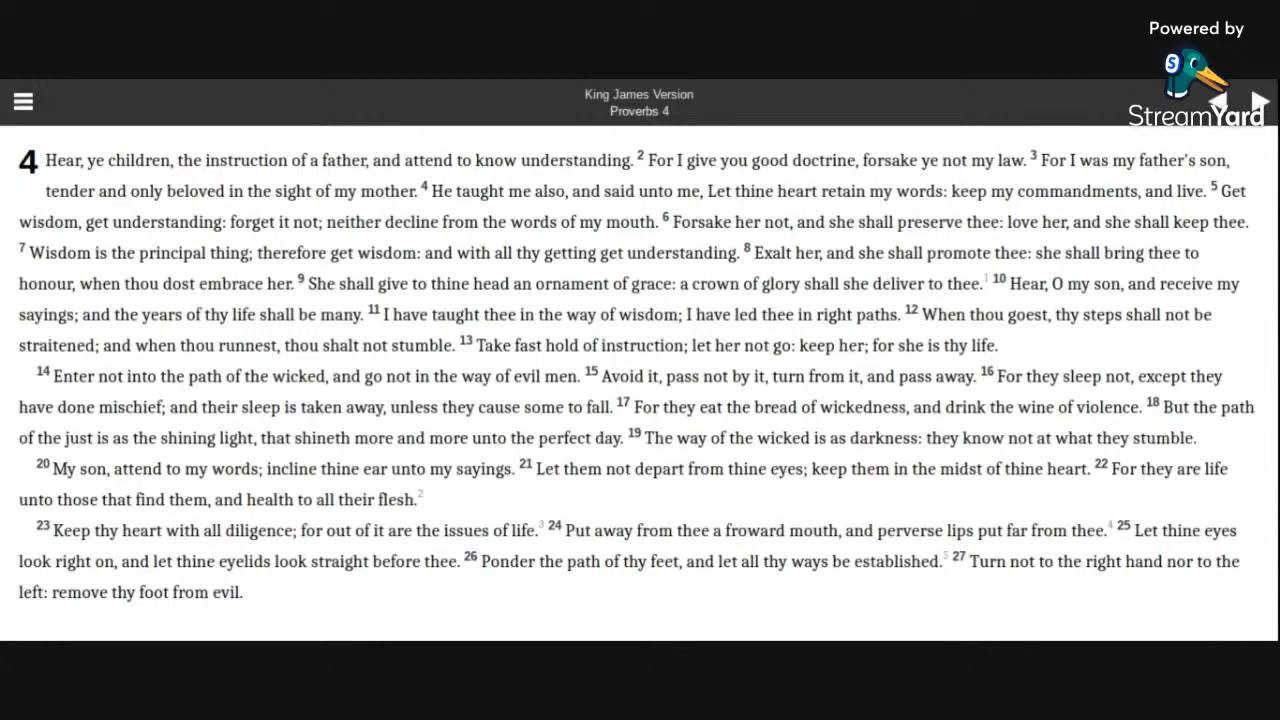 Powered by
S
StreamYard
King James Version
Proverbs 4
4 Hear, ye children, the instruction of a father, and attend to know understanding. 2 For I give you good doctrine, forsake ye not my law. 3 For I was my father's son,
tender and only beloved in the sight of my mother. 4 He taught me also, and said unto me, Let thine heart retain my words: keep my commandments, and live. 5 Get
wisdom, get understanding: forget it not; neither decline from the words of my mouth. 6 Forsake her not, and she shall preserve thee: love her, and she shall keep thee.
7 Wisdom is the principal thing; therefore get wisdom: and with all thy getting get understanding. 8 Exalt her, and she shall promote thee: she shall bring thee to
honour, when thou dost embrace her. 9 She shall give to thine head an ornament of grace: a crown of glory shall she deliver to thee. 1 10 Hear, O my son, and receive my
sayings; and the years of thy life shall be many. 11 I have taught thee in the way of wisdom; I have led thee in right paths. 12 When thou goest, thy steps shall not be
straitened; and when thou runnest, thou shalt not stumble. 13 Take fast hold of instruction; let her not go: keep her; for she is thy life.
14 Enter not into the path of the wicked, and go not in the way of evil men. 15 Avoid it, pass not by it, turn from it, and pass away. 16 For they sleep not, except they
have done mischief; and their sleep is taken away, unless they cause some to fall. 17 For they eat the bread of wickedness, and drink the wine of violence. 18 But the path
of the just is as the shining light, that shineth more and more unto the perfect day. 19 The way of the wicked is as darkness: they know not at what they stumble.
20 My son, attend to my words; incline thine ear unto my sayings. 21 Let them not depart from thine eyes; keep them in the midst of thine heart. 22 For they are life
unto those that find them, and health to all their flesh. 2
23 Keep thy heart with all diligence; for out of it are the issues of life. 3 24 Put away from thee a froward mouth, and perverse lips put far from thee. 4 25 Let thine eyes
look right on, and let thine eyelids look straight before thee. 26 Ponder the path of thy feet, and let all thy ways be established. 5 27 Turn not to the right hand nor to the
left: remove thy foot from evil.